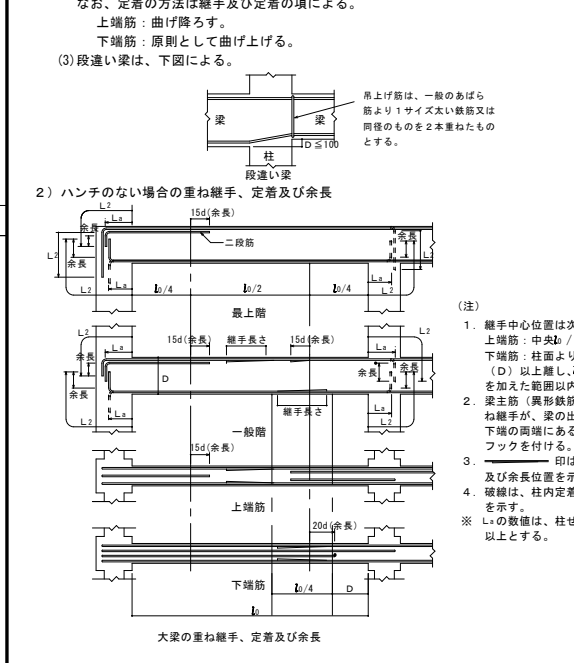 なお、定着の方法は継手及び定着の項による。
上端筋：曲げ降ろす。
下端筋：原則として曲げ上げる。
(3)段違い梁は、下図による。
梁
梁
柱
D≦100
段違い梁
吊上げ筋は、一般のあばら
筋より１サイズ太い鉄筋又は
同径のものを２本重ねたもの
とする。
２）ハンチのない場合の重ね継手、定着及び余長
L2
La
余長
15d(余長)
二段筋
L2
余長
La
L2
余長
L2
La
L2
l0/4
l0/2
l0/4
最上階
L2
La
15d(余長)
継手長さ
15d(余長)
La
L2
余長
D
余長
余長
余長
La
L2
継手長さ
La
L2
一般階
15d(余長)
上端筋
20d(余長)
下端筋
l0/4
D
l0
大梁の重ね継手、定着及び余長
(注)
1. 継手中心位置は次
上端筋：中央l0 /
下端筋：柱面より
(D) 以上離し、
を加えた範囲以内
2. 梁主筋（異形鉄筋
ね継手が、梁の出
下端の両端にある
フックを付ける。
3. 印は
及び余長位置を示
4. 破線は、柱内定着
を示す。
※ Laの数値は、柱せ
以上とする。